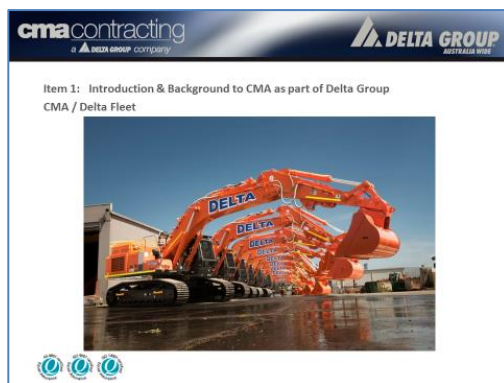 cmacontracting
a DELTA GROUP company
DELTA GROUP
AUSTRALIA WIDE
Item 1: Introduction & Background to CMA as part of Delta Group
CMA / Delta Fleet
DELTA
DELTA
DELTA
DELTA